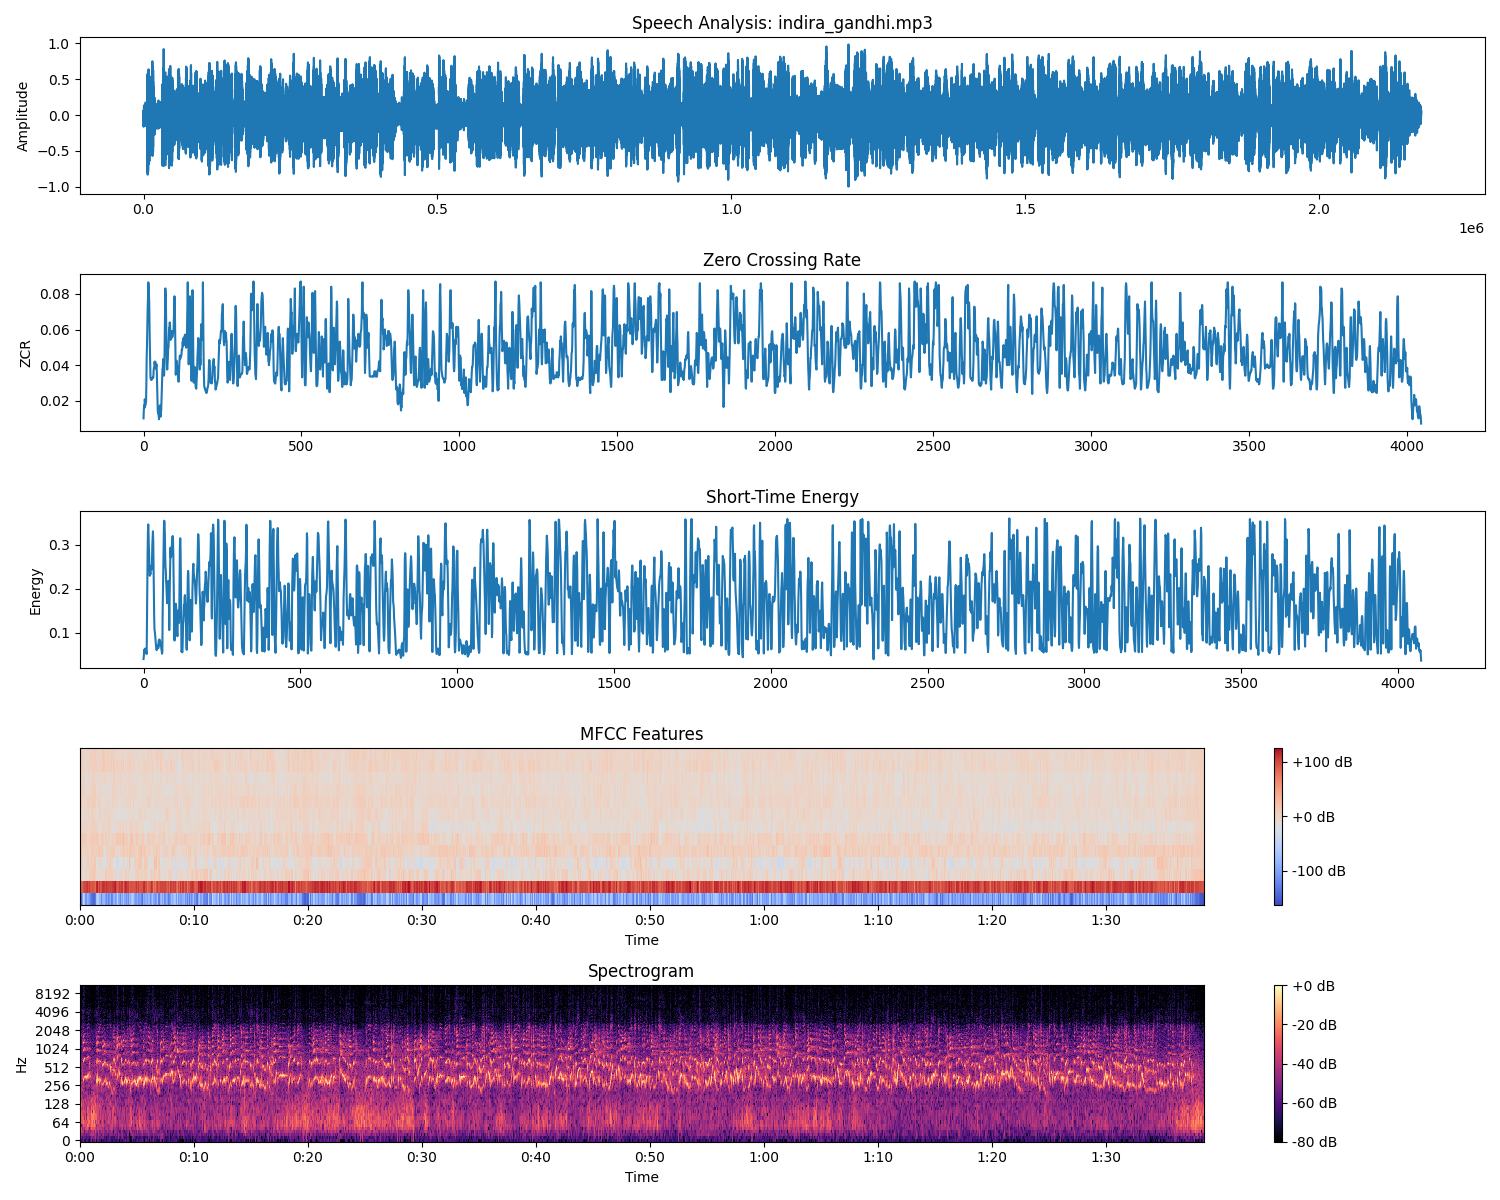 Speech Analysis: indira_gandhi.mp3
1.0
0.5
0.0
−0.5
−1.0
Amplitude
0.0 0.5 1.0 1.5 2.0
1e6
Zero Crossing Rate
0.08
0.06
0.04
0.02
ZCR
0 500 1000 1500 2000 2500 3000 3500 4000
Short-Time Energy
0.3
0.2
0.1
Energy
0 500 1000 1500 2000 2500 3000 3500 4000
MFCC Features
+100 dB
+0 dB
-100 dB
0:00 0:10 0:20 0:30 0:40 0:50 1:00 1:10 1:20 1:30
Time
Spectrogram
8192
4096
2048
1024
512
256
128
64
0
Hz
+0 dB
-20 dB
-40 dB
-60 dB
-80 dB
0:00 0:10 0:20 0:30 0:40 0:50 1:00 1:10 1:20 1:30
Time